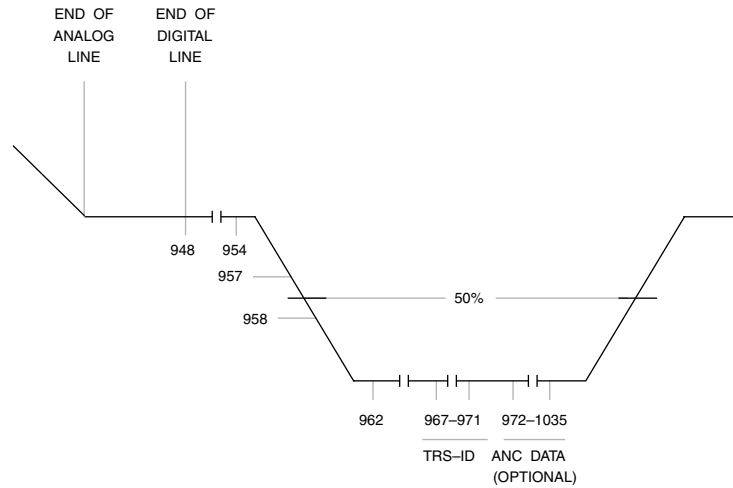 END OF
ANALOG
LINE
END OF
DIGITAL
LINE
948
954
957
50%
958
962
967–971
972–1035
TRS–ID
ANC DATA
(OPTIONAL)